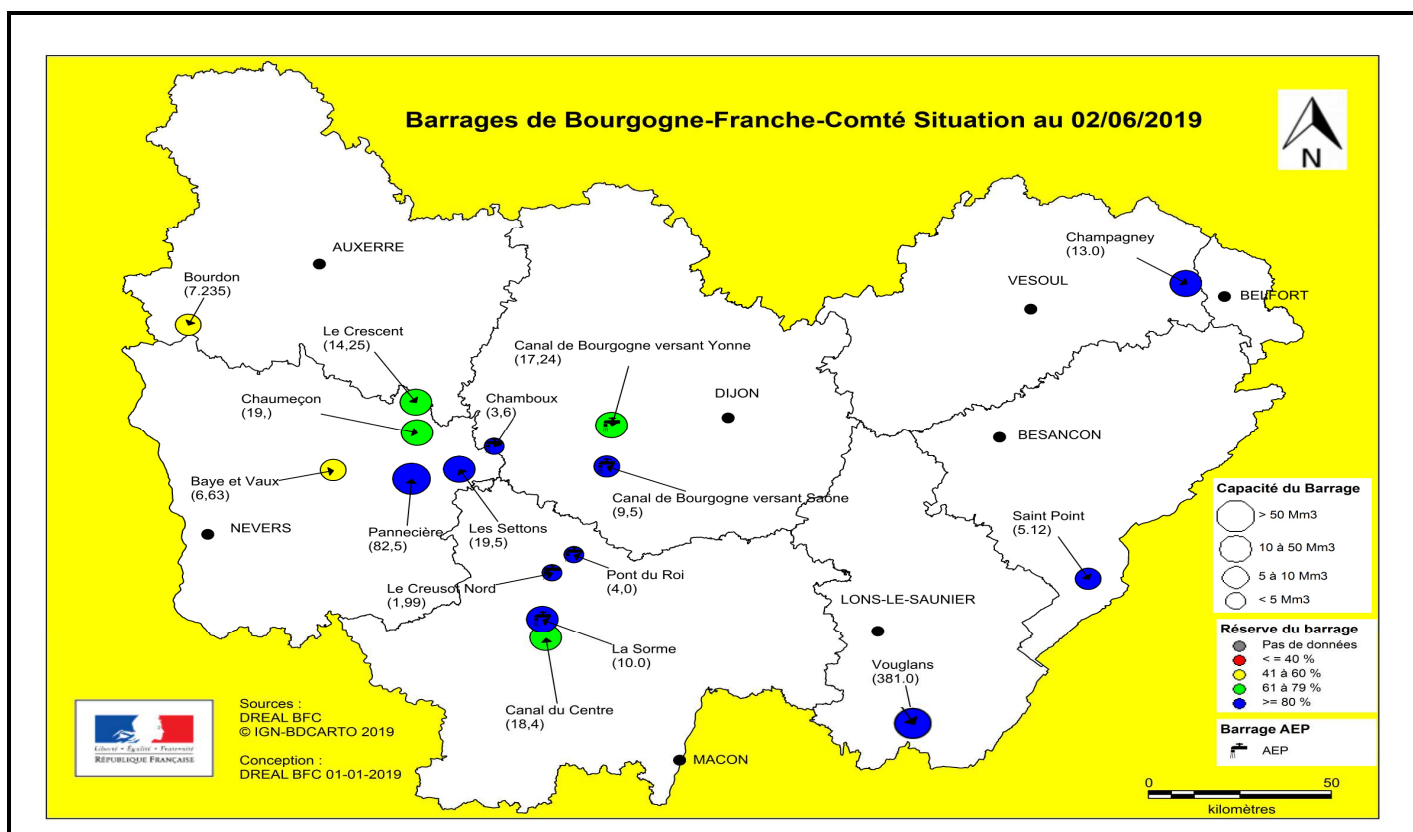 Barrages de Bourgogne-Franche-Comté Situation au 02/06/2019
N
AUXERRE
Bourdon
(7.235)
Le Crescent
(14,25)
Chaumeçon
(19,)
Baye et Vaux
(6,63)
NEVERS
Pannecière
(82,5)
Les Settons
(19,5)
Chamboux
(3,6)
Canal de Bourgogne versant Yonne
(17,24)
DIJON
Canal de Bourgogne versant Saône
(9,5)
Champagney
(13.0)
VESOUL
BELFORT
BESANCON
Saint Point
(5.12)
Pont du Roi
(4,0)
Le Creusot Nord
(1,99)
La Sorme
(10.0)
Canal du Centre
(18,4)
LONS-LE-SAUNIER
Vouglans
(381.0)
MACON
Capacité du Barrage
> 50 Mm3
10 à 50 Mm3
5 à 10 Mm3
< 5 Mm3
Réserve du barrage
Pas de données
< = 40 %
41 à 60 %
61 à 79 %
>= 80 %
Barrage AEP
AEP
0 50
kilomètres
Liberté • Égalité • Fraternité
RÉPUBLIQUE FRANÇAISE
Sources :
DREAL BFC
© IGN-BDCARTO 2019
Conception :
DREAL BFC 01-01-2019